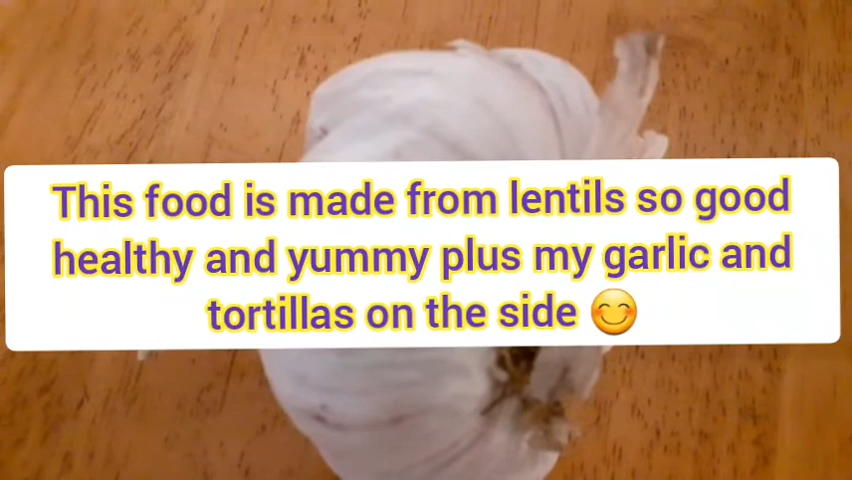 This food is made from lentils so good
healthy and yummy plus my garlic and
tortillas on the side 😊